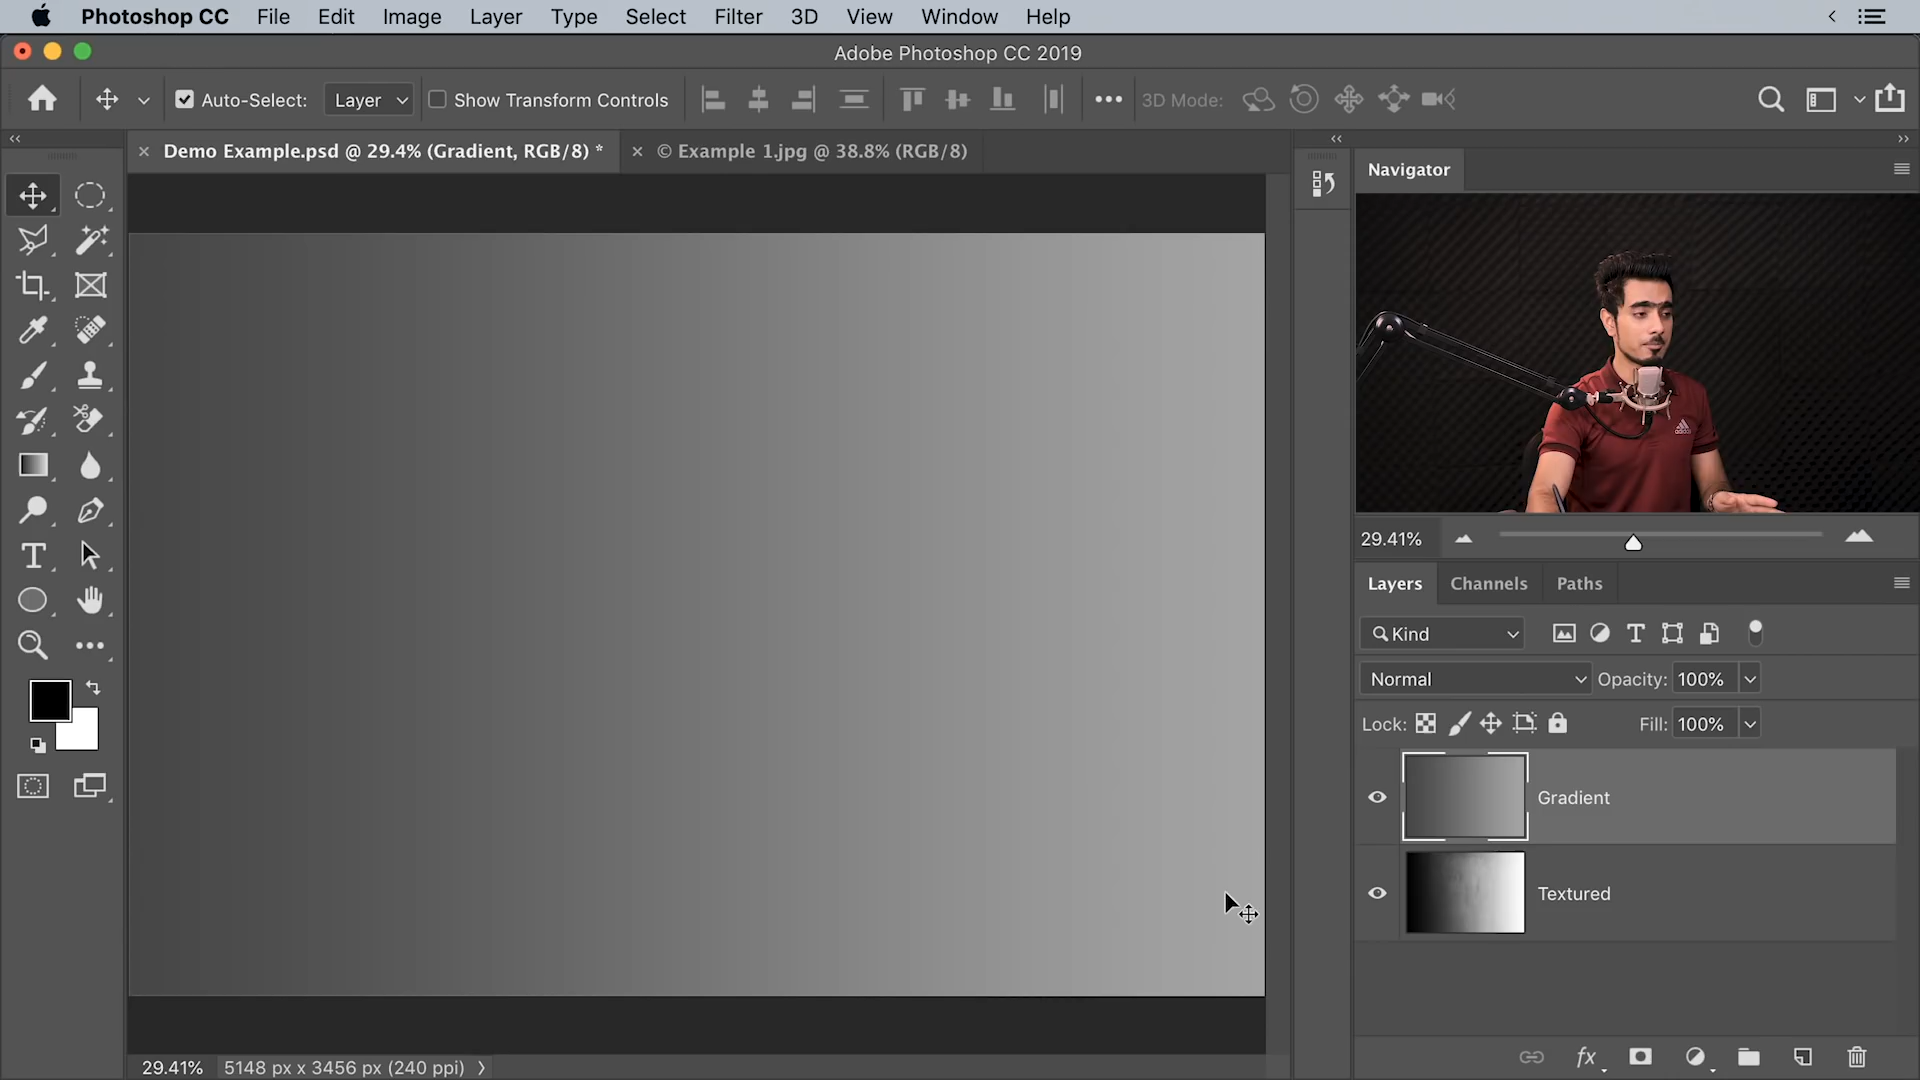 Photoshop CC File Edit Image Layer Type Select Filter 3D View Window Help
Adobe Photoshop CC 2019
Auto-Select: Layer Show Transform Controls 3D Mode:
Demo Example.psd @ 29.4% (Gradient, RGB/8) *
© Example 1.jpg @ 38.8% (RGB/8)
Navigator
adidas
29.41%
Layers Channels Paths
Kind
Normal Opacity: 100%
Lock: Fill: 100%
Gradient
Textured
fx
29.41% 5148 px x 3456 px (240 ppi)